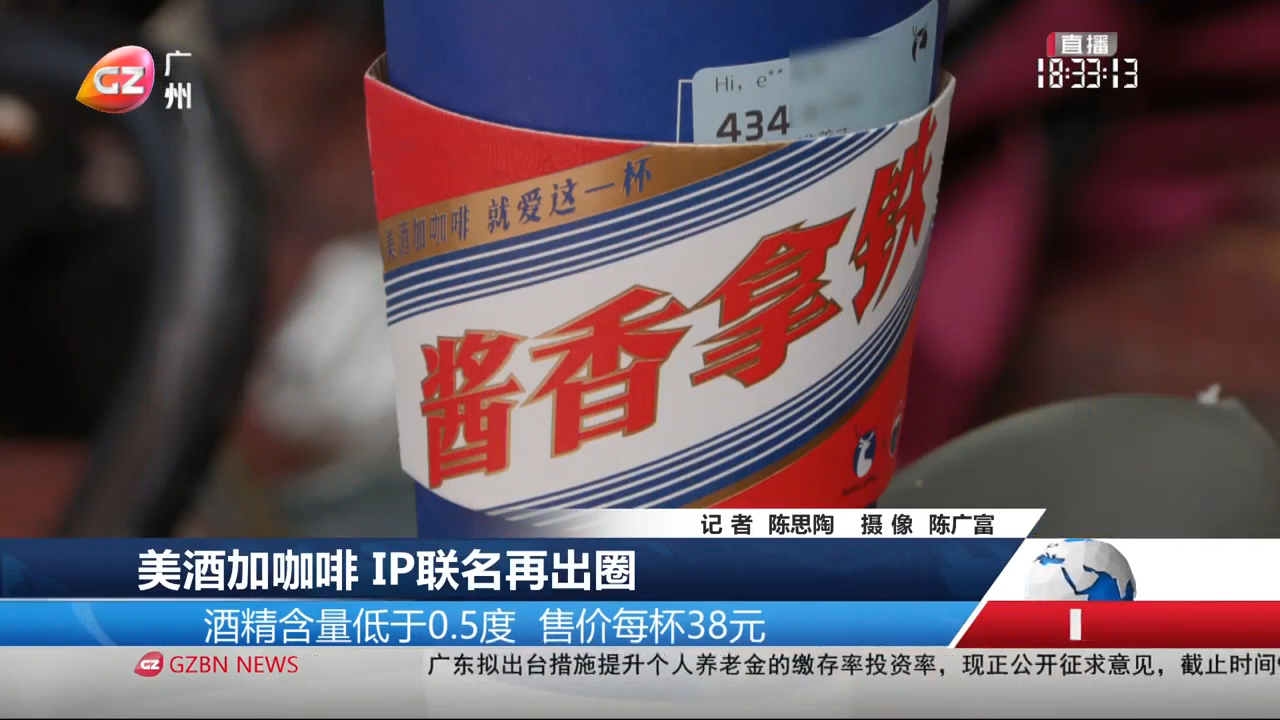 GZ 广州
直播
18:33:13
Hi, e**
434
美酒加咖啡 就爱这一杯
酱香拿铁
记者 陈思陶 摄像 陈广富
美酒加咖啡 IP联名再出圈
酒精含量低于0.5度 售价每杯38元
GZ GZBN NEWS
广东拟出台措施提升个人养老金的缴存率投资率，现正公开征求意见，截止时间